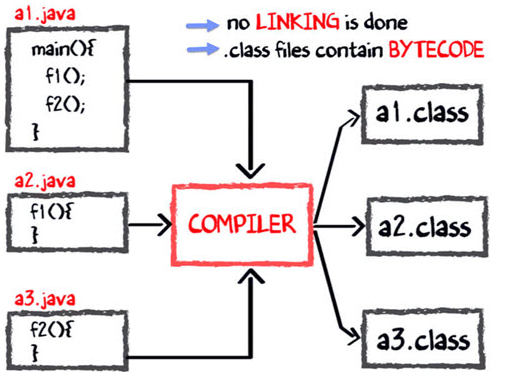 a1.java
main(){
f1();
f2();
}
no LINKING is done
.class files contain BYTECODE
a2.java
f1(){
}
a3.java
f2(){
}
COMPILER
a1.class
a2.class
a3.class